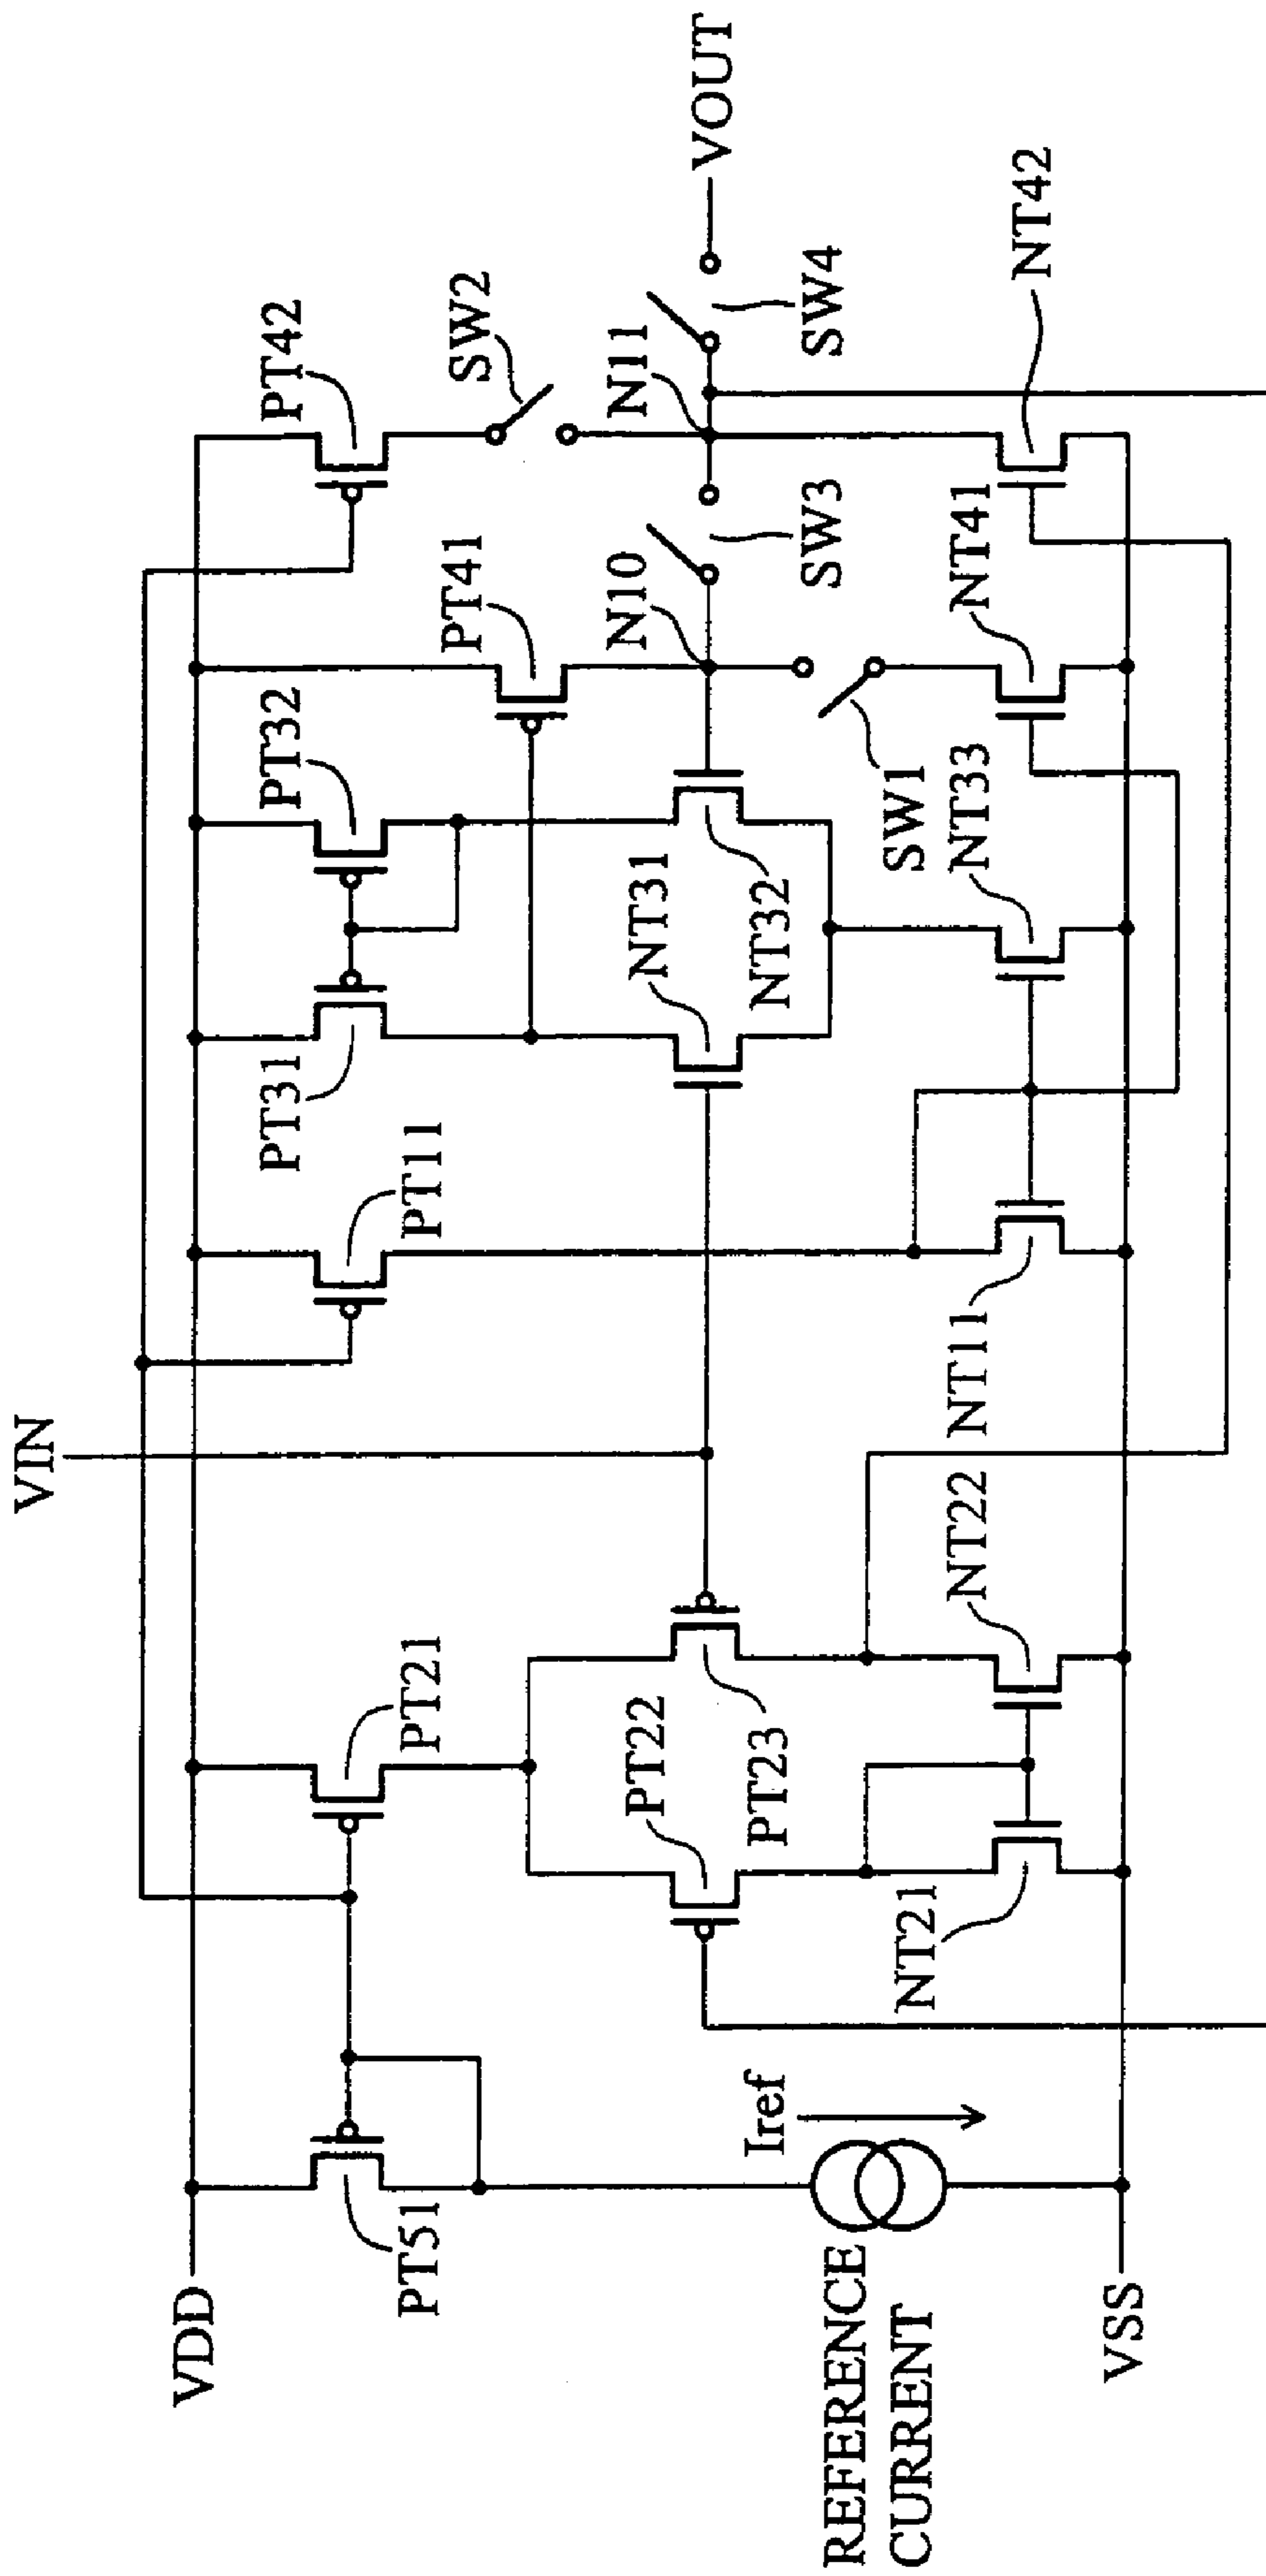 VIN
VDD
PT51
PT21
PT11
PT31
PT32
PT41
PT42
SW2
PT22
PT23
NT31
NT32
N10
N11
SW3
SW4
VOUT
SW1
Iref
REFERENCE
CURRENT
NT21
NT22
NT11
NT33
NT41
NT42
VSS